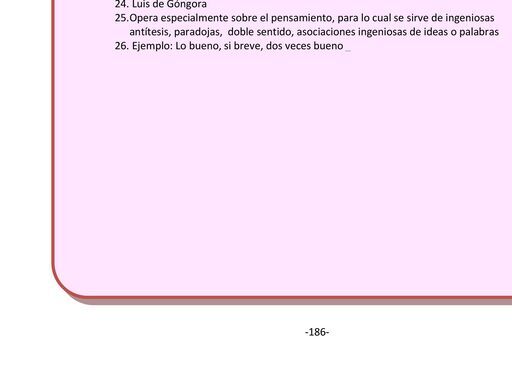 24. Luis de Góngora
25.Opera especialmente sobre el pensamiento, para lo cual se sirve de ingeniosas
antítesis, paradojas,  doble sentido, asociaciones ingeniosas de ideas o palabras
26. Ejemplo: Lo bueno, si breve, dos veces bueno _
-186-